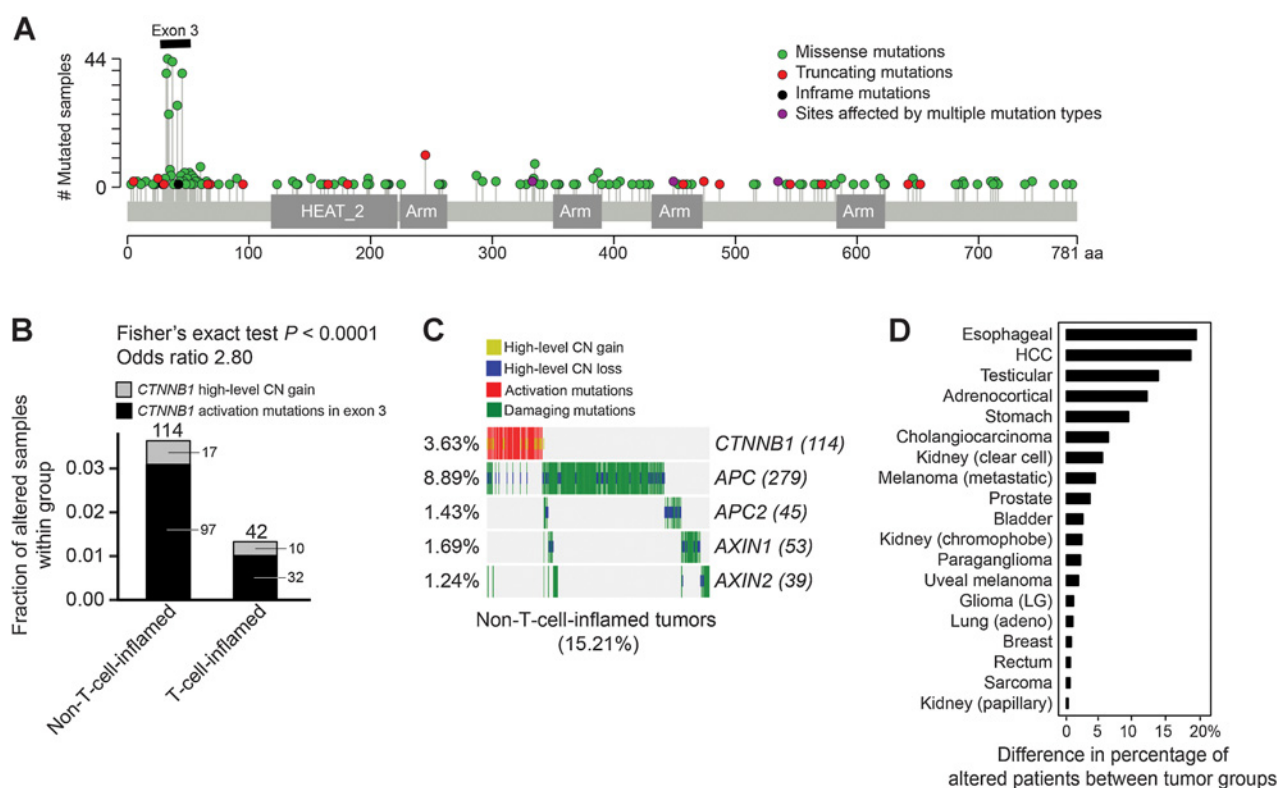 A
Exon 3
44
0
# Mutated samples
Missense mutations
Truncating mutations
Inframe mutations
Sites affected by multiple mutation types
HEAT_2
Arm
Arm
Arm
Arm
0
100
200
300
400
500
600
700
781 aa
B
Fisher's exact test P < 0.0001
Odds ratio 2.80
CTNNB1 high-level CN gain
CTNNB1 activation mutations in exon 3
Fraction of altered samples
within group
0.03
0.02
0.01
0.00
114
17
97
42
10
32
Non-T-cell-inflamed
T-cell-inflamed
C
High-level CN gain
High-level CN loss
Activation mutations
Damaging mutations
3.63% CTNNB1 (114)
8.89% APC (279)
1.43% APC2 (45)
1.69% AXIN1 (53)
1.24% AXIN2 (39)
Non-T-cell-inflamed tumors
(15.21%)
D
Esophageal
HCC
Testicular
Adrenocortical
Stomach
Cholangiocarcinoma
Kidney (clear cell)
Melanoma (metastatic)
Prostate
Bladder
Kidney (chromophobe)
Paraganglioma
Uveal melanoma
Glioma (LG)
Lung (adeno)
Breast
Rectum
Sarcoma
Kidney (papillary)
0 5 10 15 20%
Difference in percentage of
altered patients between tumor groups